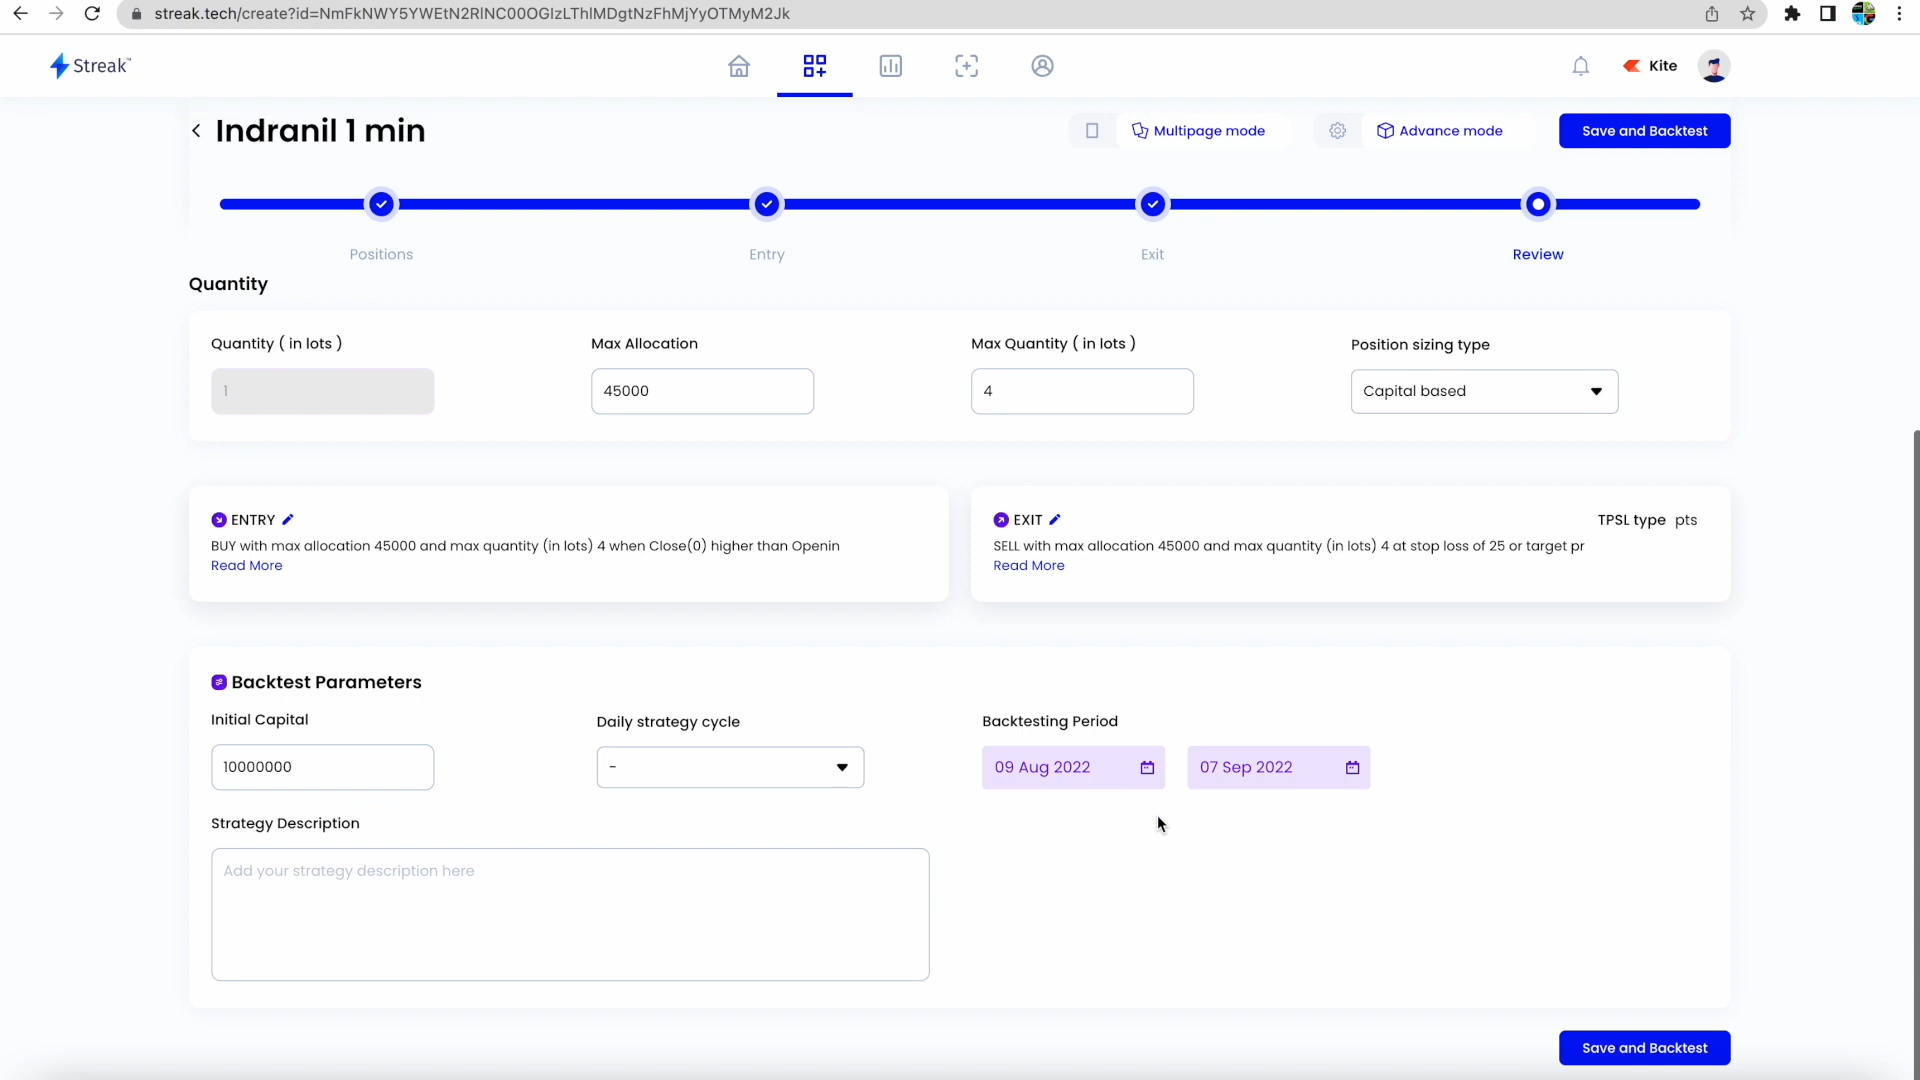 streak.tech/create?id=NmFkNWY5YWEtN2RlNC00OGIzLThlMDgtNzFhMjYyOTMyM2Jk
Streak™
Kite
Indranil 1 min
Multipage mode
Advance mode
Save and Backtest
Positions
Entry
Exit
Review
Quantity
Quantity ( in lots )
Max Allocation
Max Quantity ( in lots )
Position sizing type
1
45000
4
Capital based
ENTRY
BUY with max allocation 45000 and max quantity (in lots) 4 when Close(0) higher than Openin
Read More
EXIT
TPSL type pts
SELL with max allocation 45000 and max quantity (in lots) 4 at stop loss of 25 or target pr
Read More
Backtest Parameters
Initial Capital
Daily strategy cycle
Backtesting Period
10000000
-
09 Aug 2022
07 Sep 2022
Strategy Description
Add your strategy description here
Save and Backtest